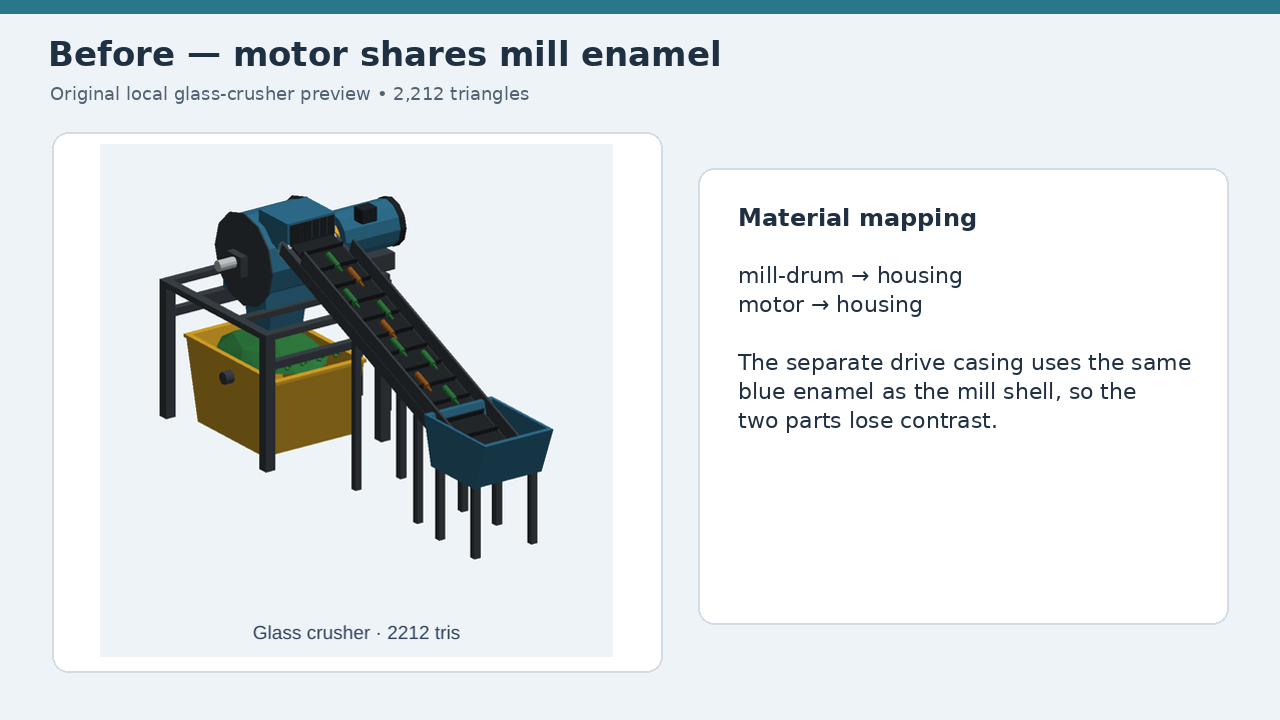 Before — motor shares mill enamel
Original local glass-crusher preview • 2,212 triangles
Glass crusher · 2212 tris
Material mapping
mill-drum → housing
motor → housing
The separate drive casing uses the same
blue enamel as the mill shell, so the
two parts lose contrast.